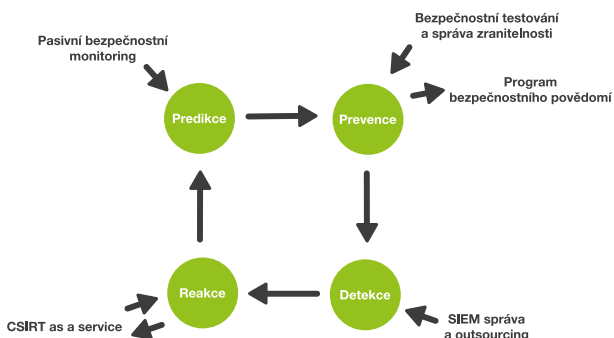 Bezpečnostní testování
a správa zranitelnosti
Pasivní bezpečnostní
monitoring
Program
bezpečnostního povědomí
Predikce
Prevence
Reakce
Detekce
CSIRT as a service
SIEM správa
a outsourcing